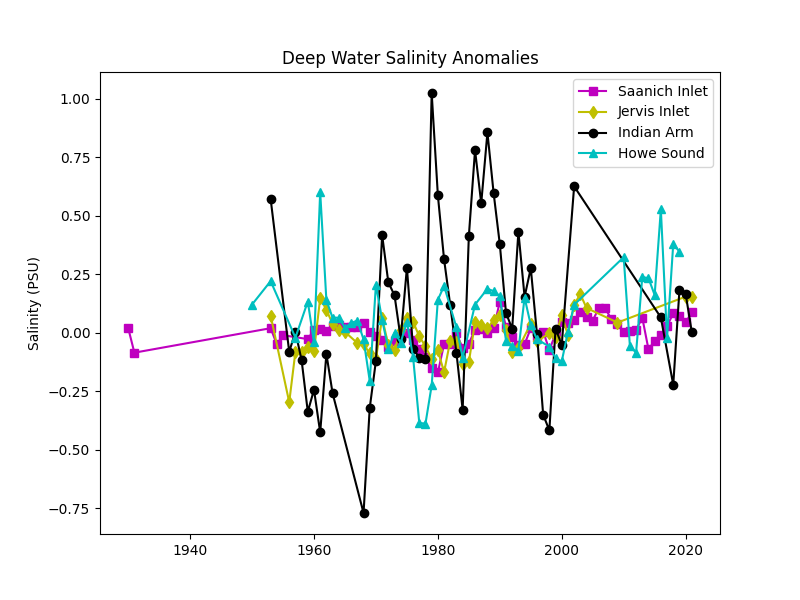 Deep Water Salinity Anomalies
Saanich Inlet
Jervis Inlet
Indian Arm
Howe Sound
Salinity (PSU)
1.00
0.75
0.50
0.25
0.00
−0.25
−0.50
−0.75
1940 1960 1980 2000 2020